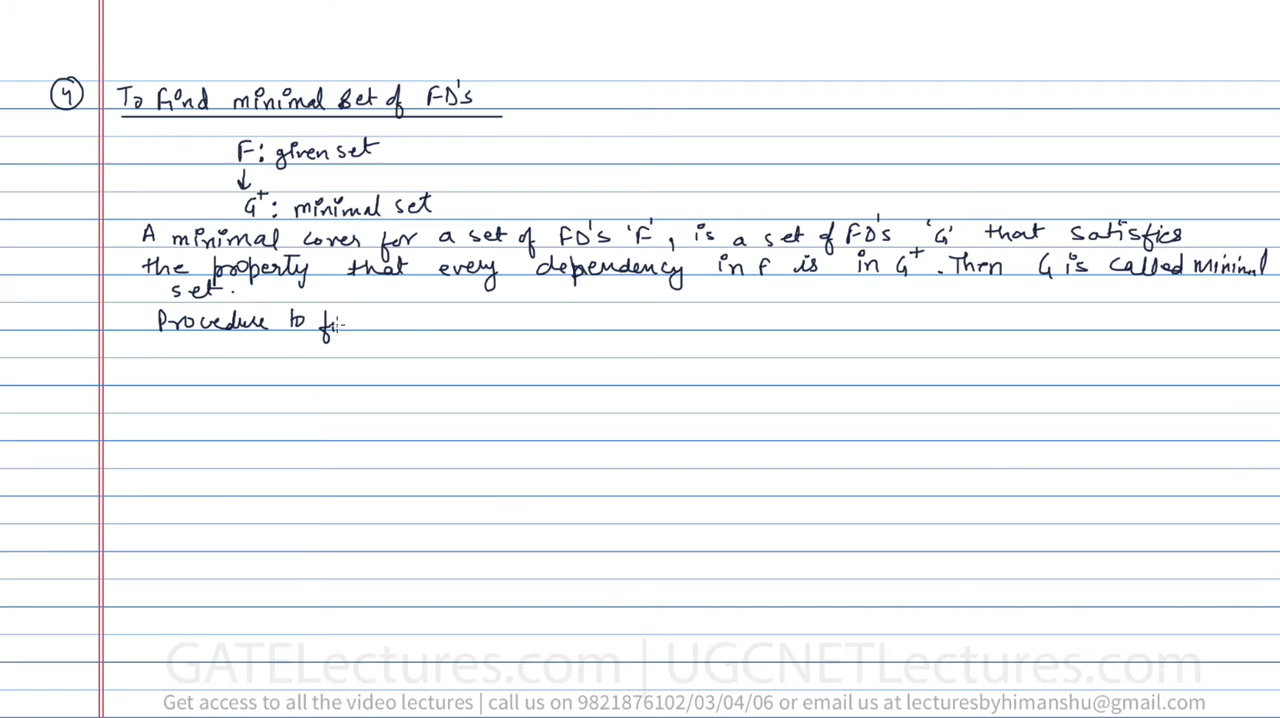 4 To find minimal set of FD's
F: given set
↓
G+: minimal set
A minimal cover for a set of FD's 'F', is a set of FD's 'G' that satisfies
the property that every dependency in F is in G+. Then G is called minimal
set.
Procedure to fi
GATELectures.com | UGCNETLectures.com
Get access to all the video lectures | call us on 9821876102/03/04/06 or email us at lecturesbyhimanshu@gmail.com